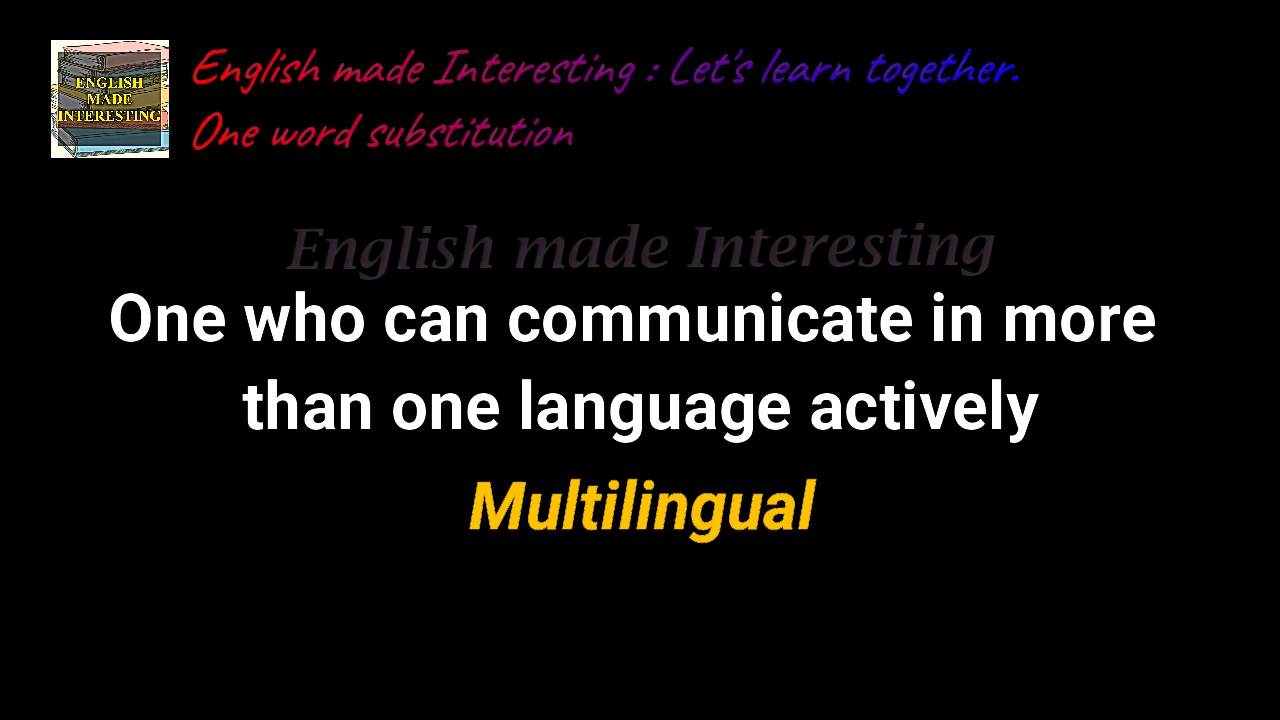 ENGLISH
MADE
INTERESTING
English made Interesting : Let's learn together.
One word substitution
English made Interesting
One who can communicate in more
than one language actively
Multilingual